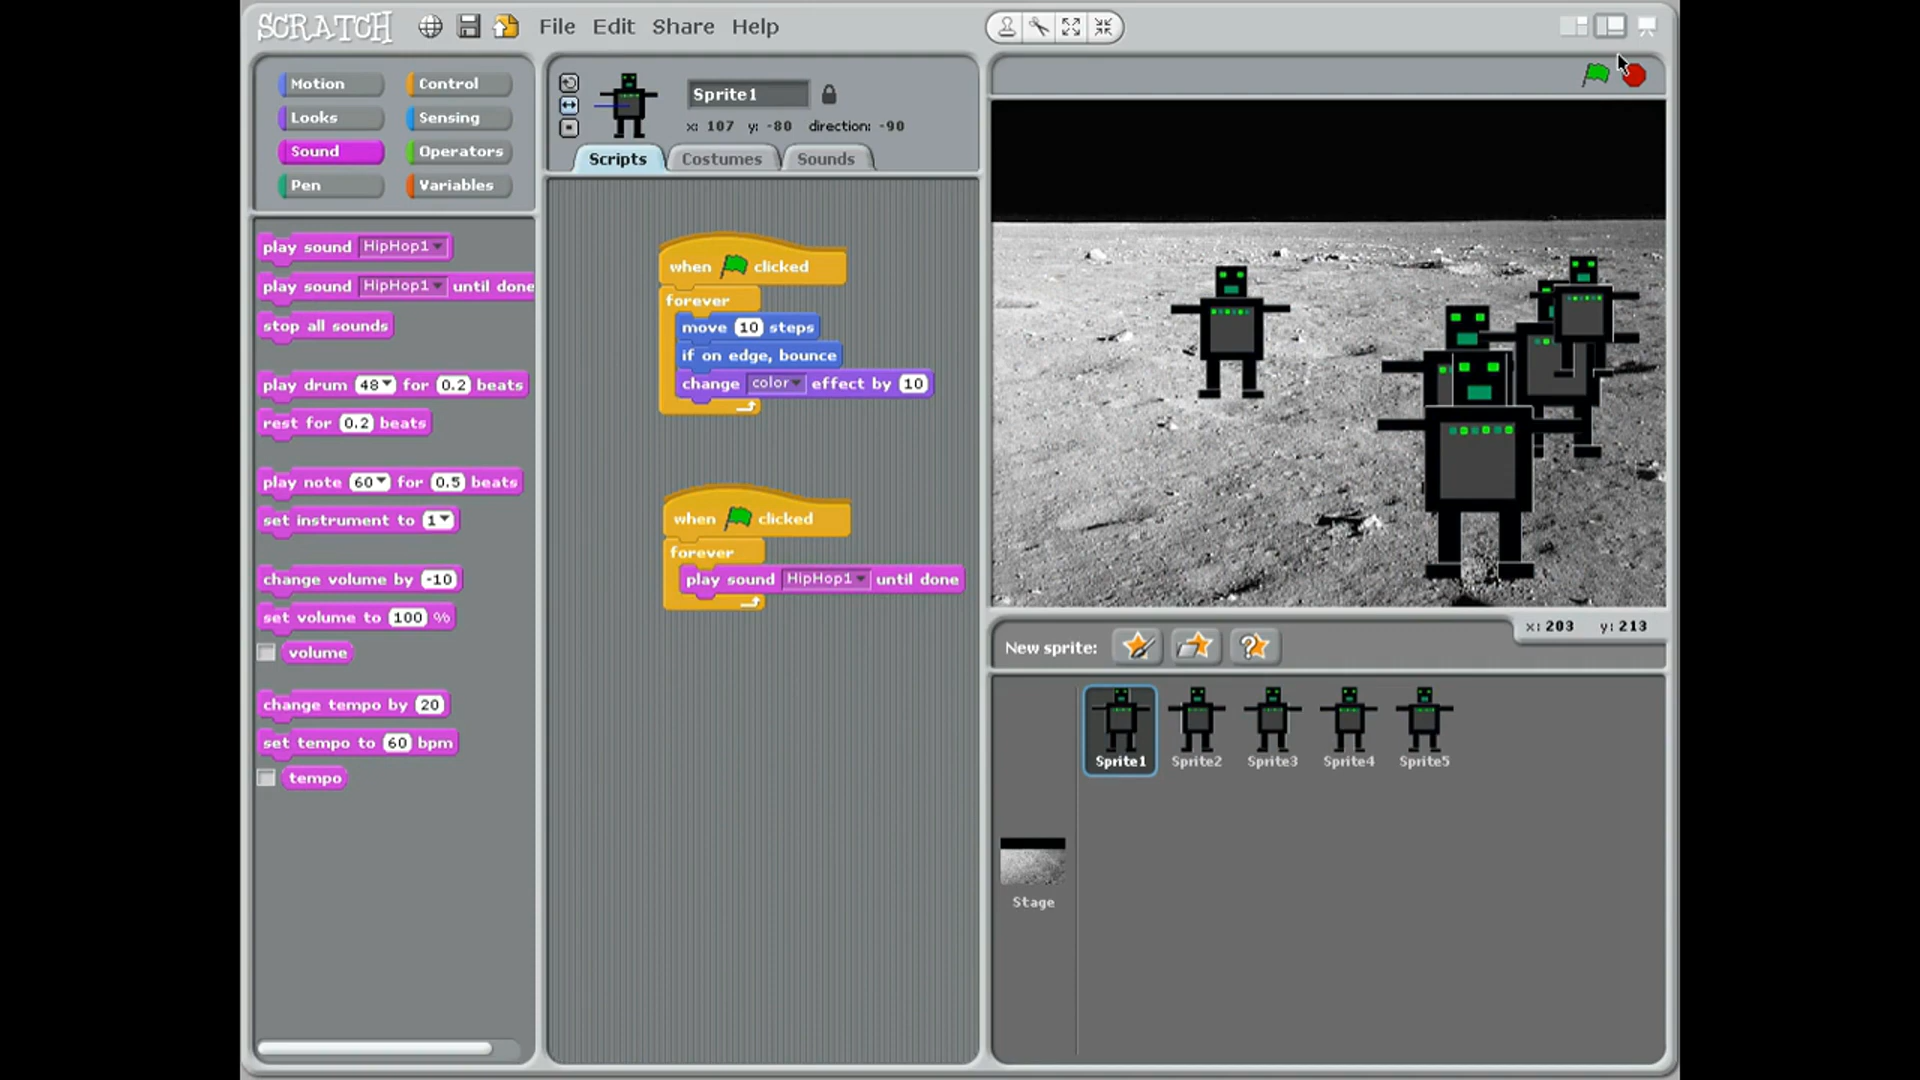 SCRATCH File Edit Share Help
Motion Control
Looks Sensing
Sound Operators
Pen Variables
play sound HipHop1
play sound HipHop1 until done
stop all sounds
play drum 48 for 0.2 beats
rest for 0.2 beats
play note 60 for 0.5 beats
set instrument to 1
change volume by -10
set volume to 100 %
volume
change tempo by 20
set tempo to 60 bpm
tempo
Sprite1
x: 107 y: -80 direction: -90
Scripts Costumes Sounds
when clicked
forever
move 10 steps
if on edge, bounce
change color effect by 10
when clicked
forever
play sound HipHop1 until done
x: 203 y: 213
New sprite:
Sprite1 Sprite2 Sprite3 Sprite4 Sprite5
Stage